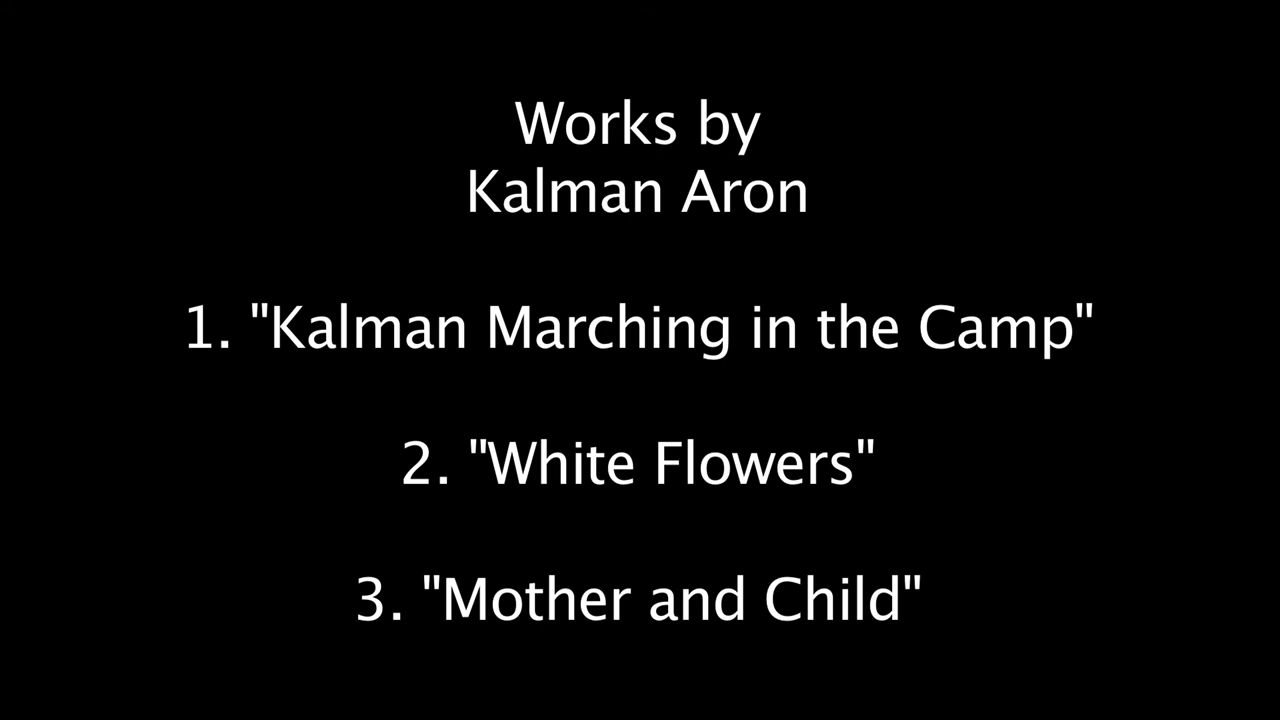 Works by
Kalman Aron
1. "Kalman Marching in the Camp"
2. "White Flowers"
3. "Mother and Child"